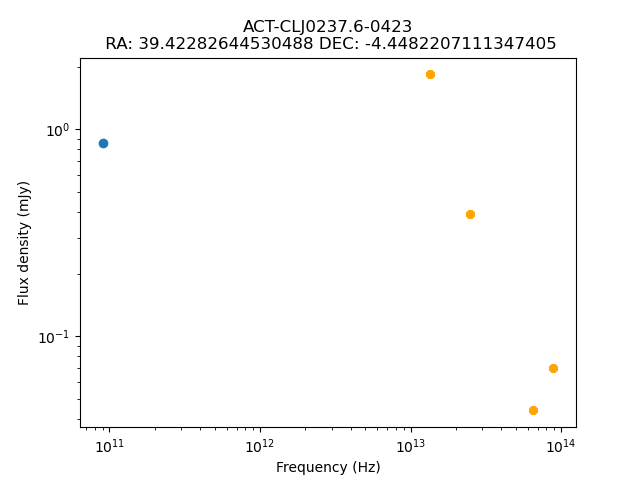 ACT-CLJ0237.6-0423
RA: 39.42282644530488 DEC: -4.4482207111347405
Flux density (mJy)
10⁰
10⁻¹
10¹¹ 10¹² 10¹³ 10¹⁴
Frequency (Hz)